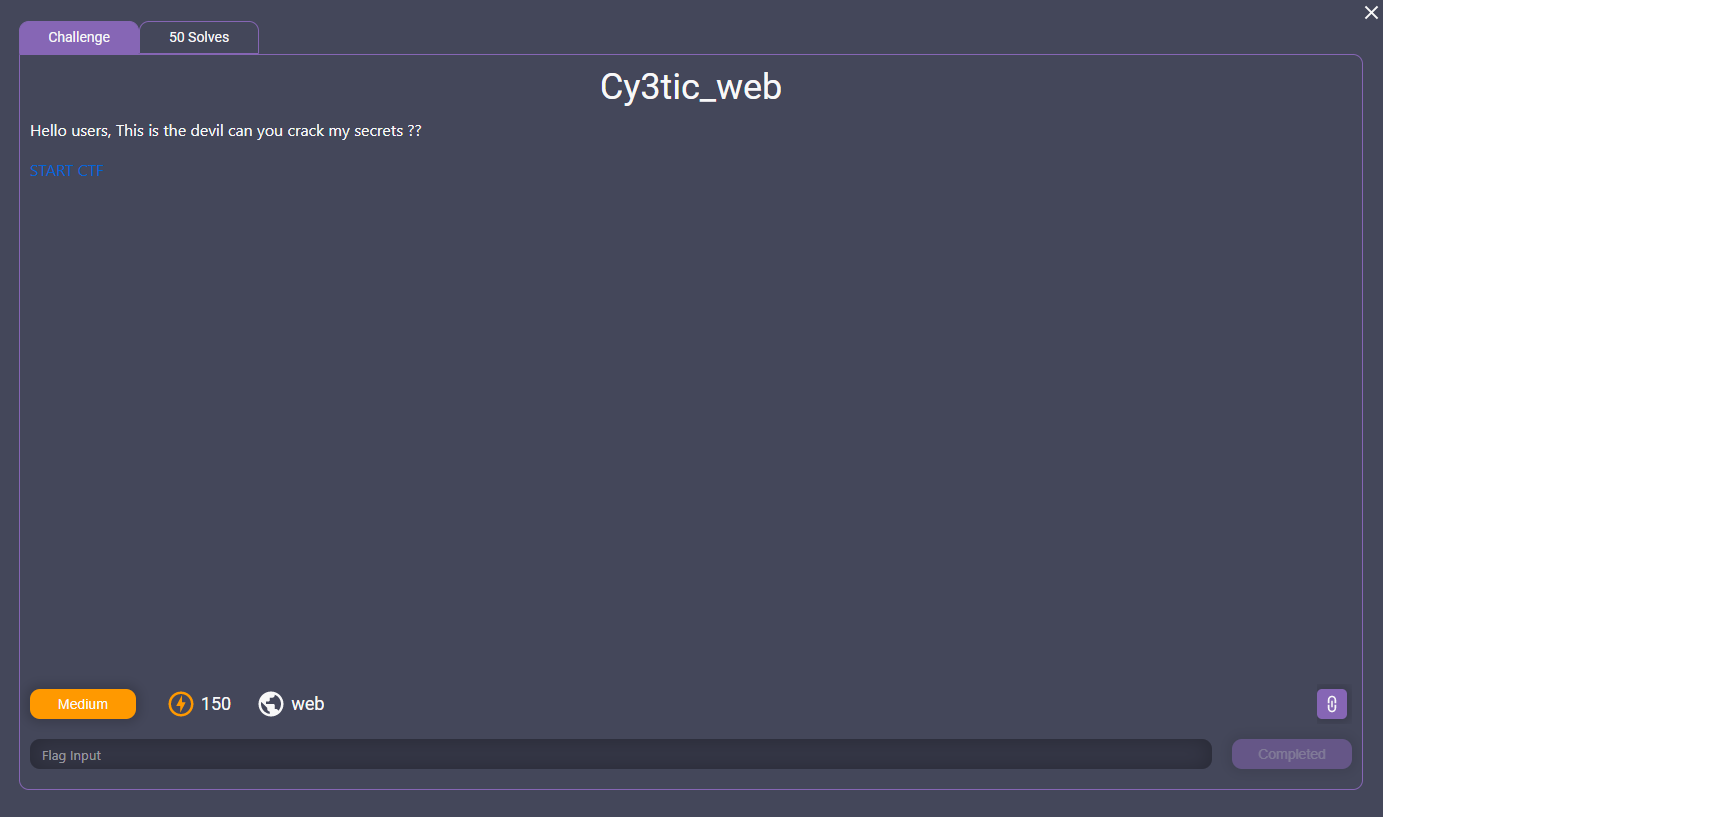 Challenge
50 Solves
Cy3tic_web
Hello users, This is the devil can you crack my secrets ??
START CTF
Medium
150
web
Flag Input
Completed